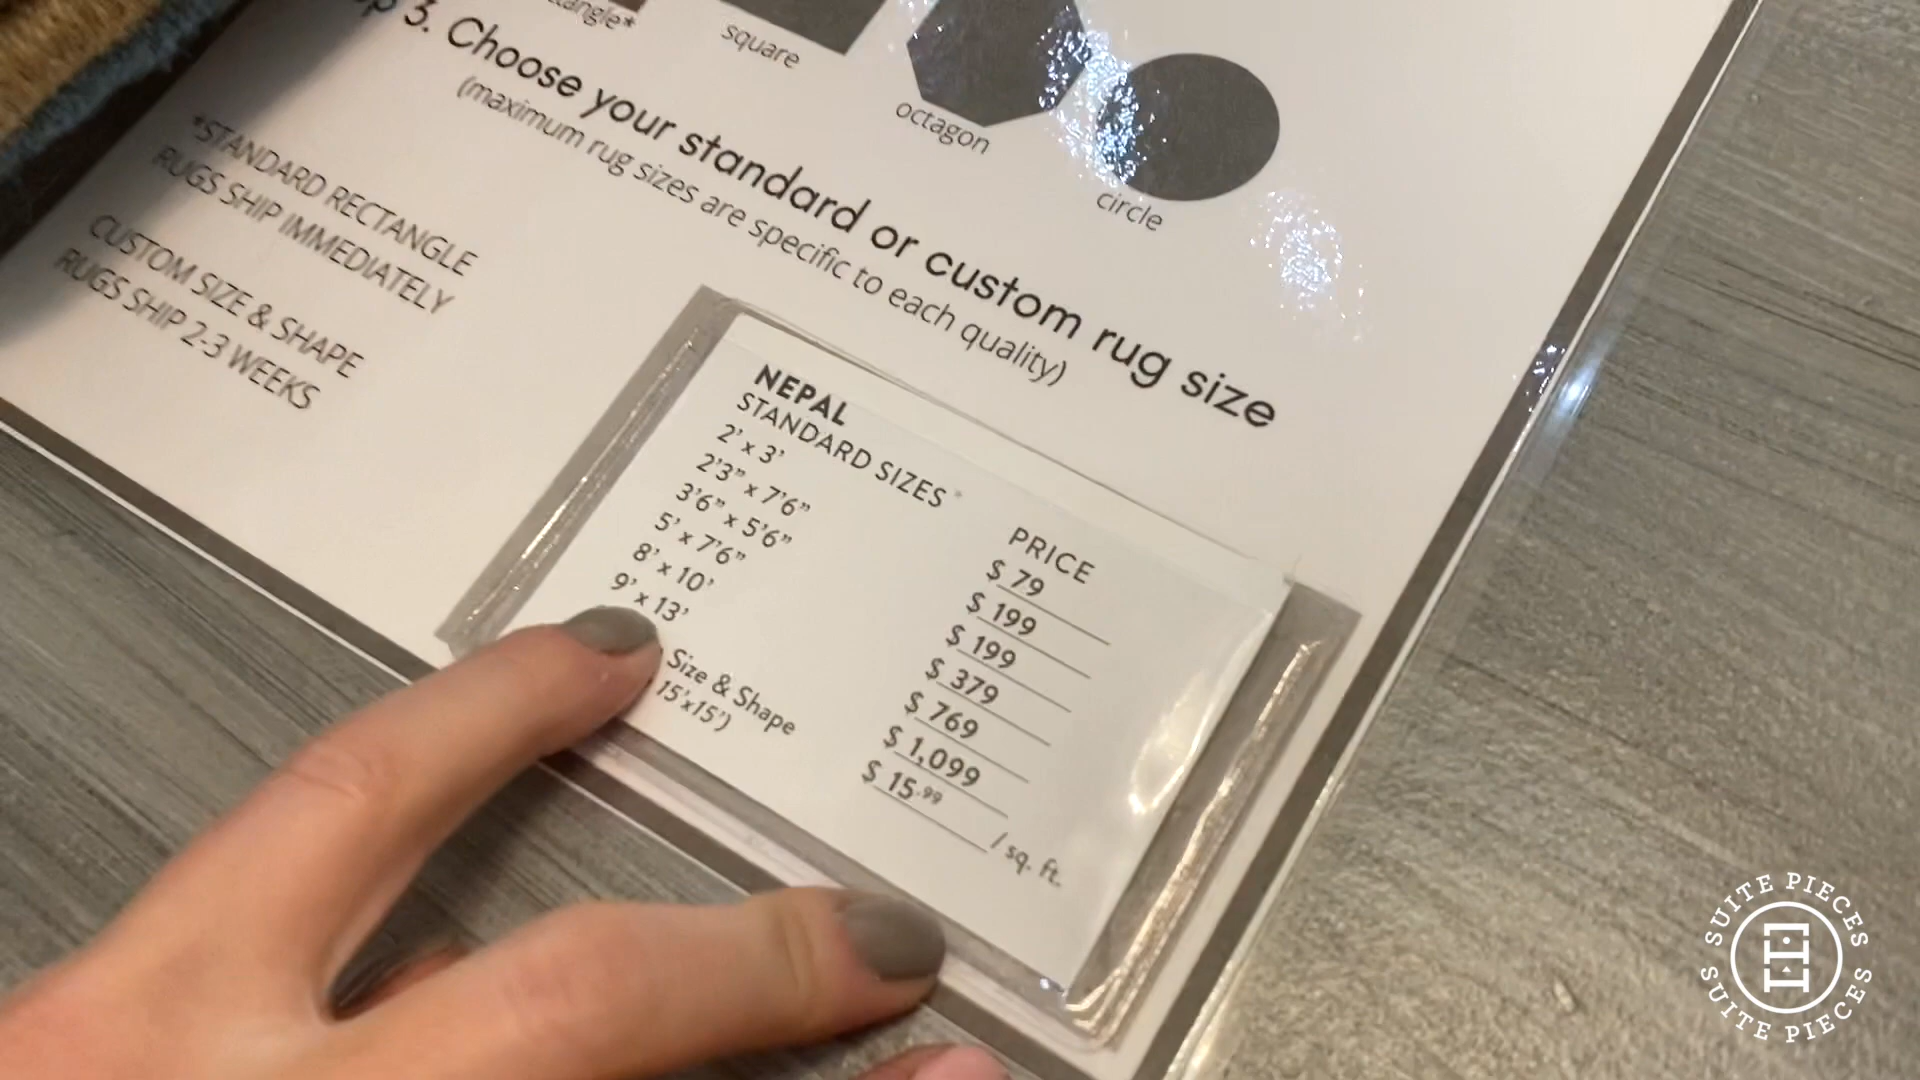 square
octagon
circle
3. Choose your standard or custom rug size
(maximum rug sizes are specific to each quality)
*STANDARD RECTANGLE
RUGS SHIP IMMEDIATELY
CUSTOM SIZE & SHAPE
RUGS SHIP 2-3 WEEKS
NEPAL
STANDARD SIZES* PRICE
2' x 3' $ 79
2'3" x 7'6" $ 199
3'6" x 5'6" $ 199
5' x 7'6" $ 379
8' x 10' $ 769
9' x 13' $ 1,099
Size & Shape $ 15.99 / sq. ft.
15'x15')
SUITE PIECES
SUITE PIECES